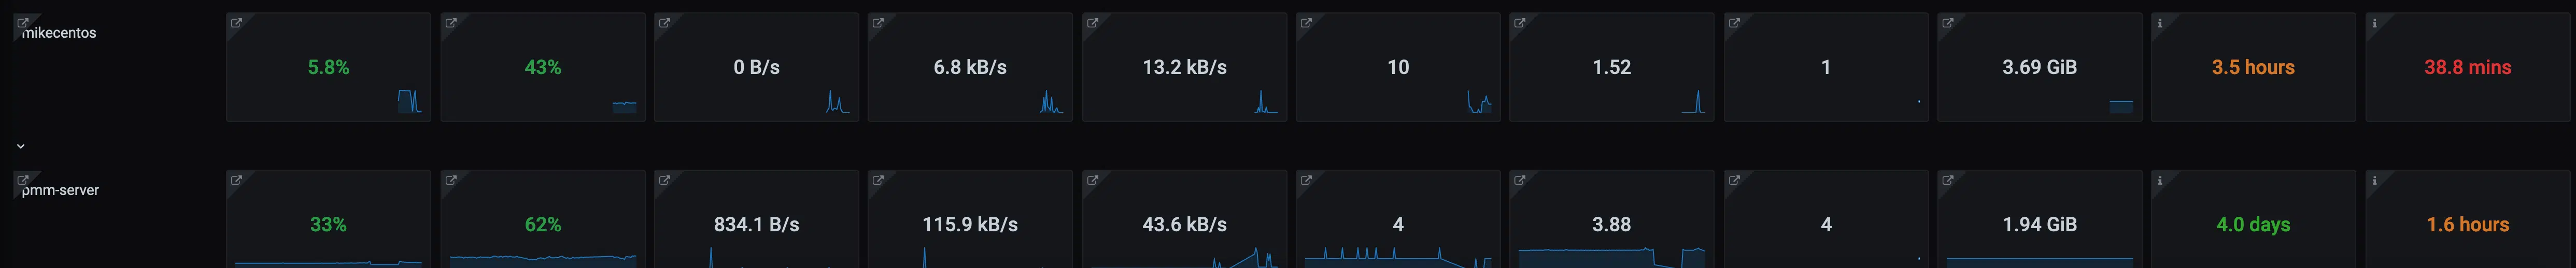 mikecentos
5.8%
43%
0 B/s
6.8 kB/s
13.2 kB/s
10
1.52
1
3.69 GiB
3.5 hours
38.8 mins
pmm-server
33%
62%
834.1 B/s
115.9 kB/s
43.6 kB/s
4
3.88
4
1.94 GiB
4.0 days
1.6 hours